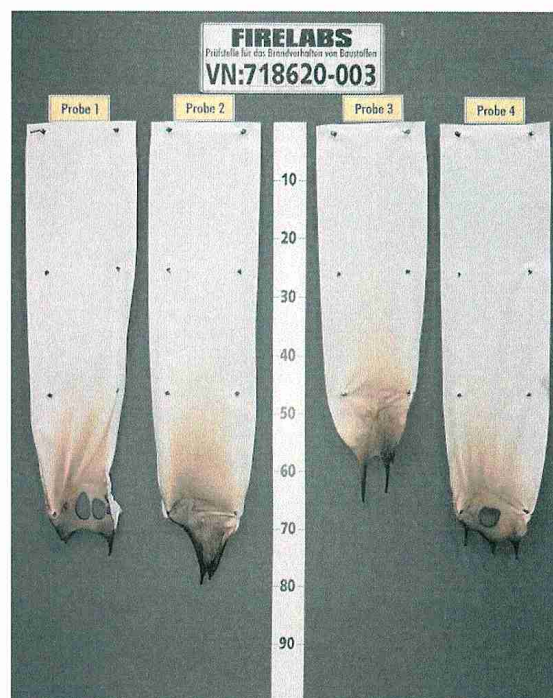 FIRELABS
Prüfstelle für das Brandverhalten von Baustoffen
VN:718620-003
Probe 1
Probe 2
Probe 3
Probe 4
10
20
30
40
50
60
70
80
90